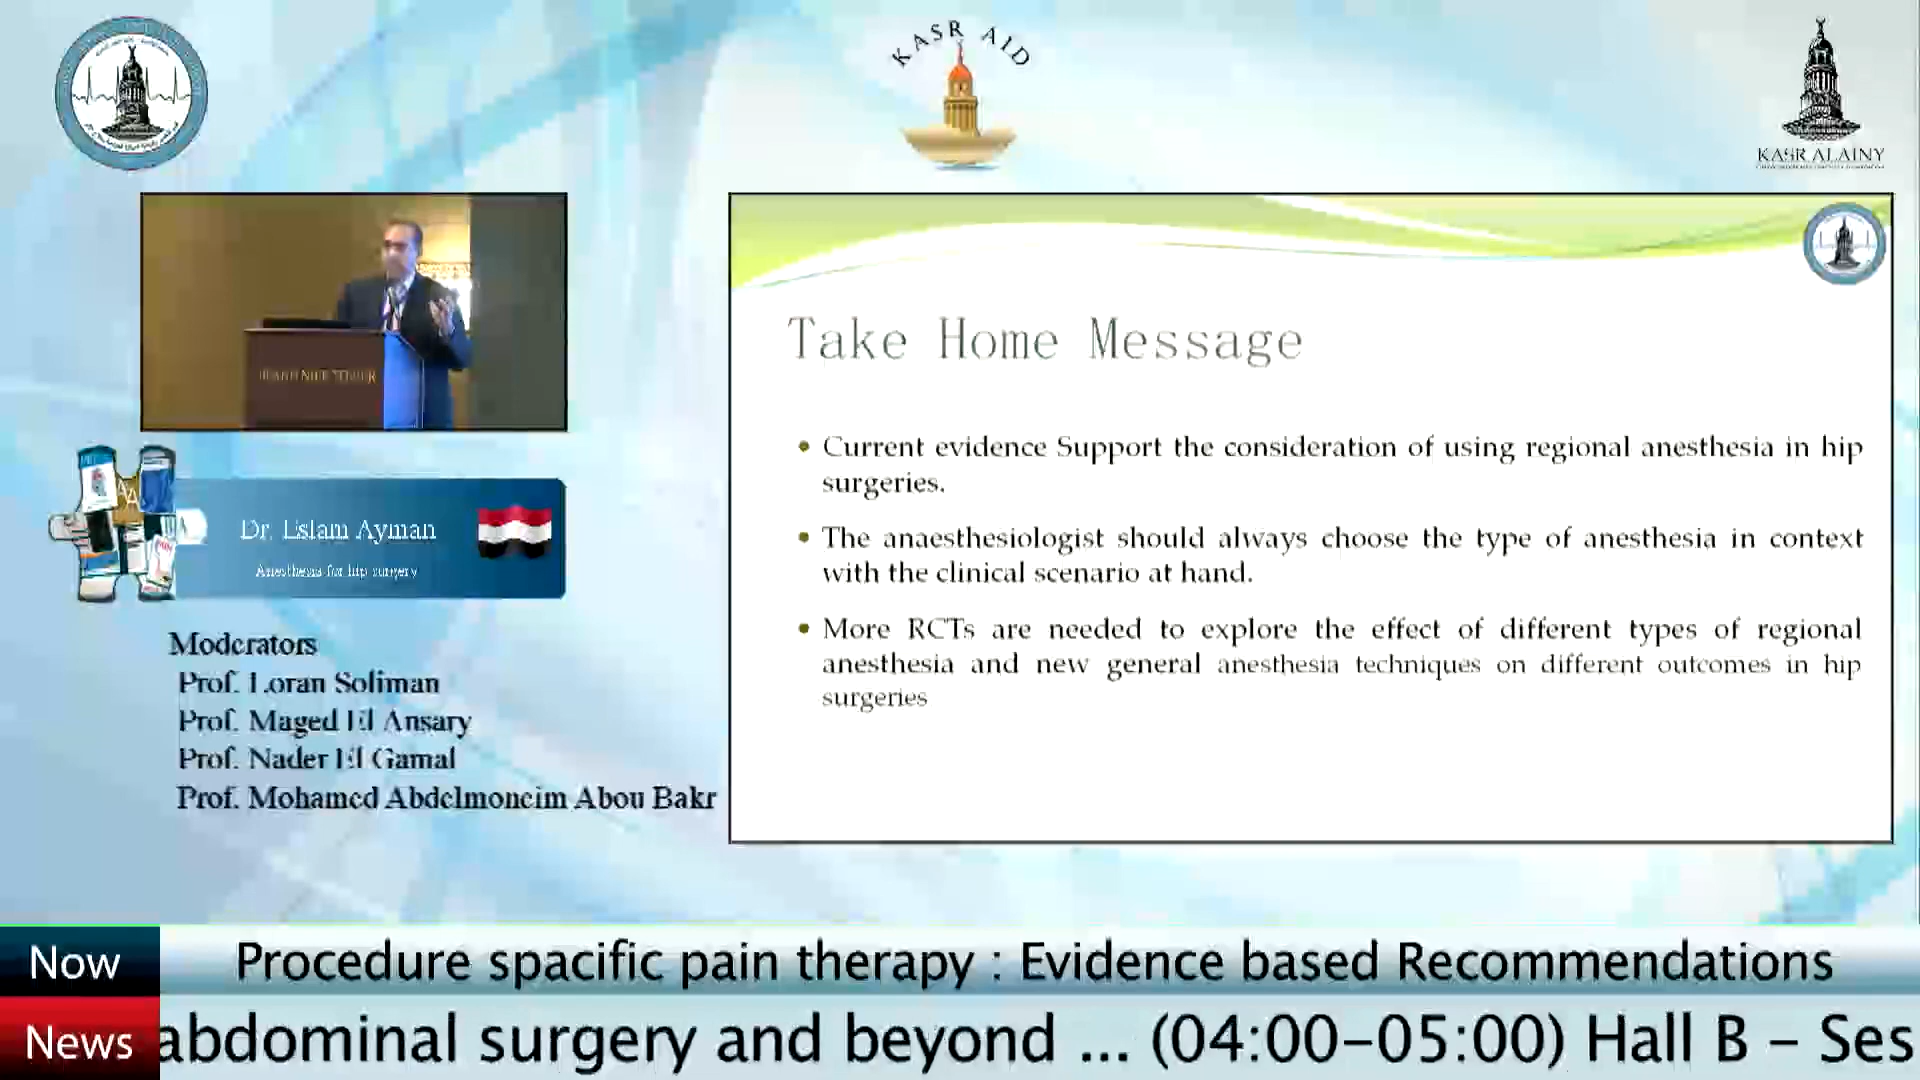 KASR AID
KASR ALAINY
Take Home Message
• Current evidence Support the consideration of using regional anesthesia in hip
surgeries.
• The anaesthesiologist should always choose the type of anesthesia in context
with the clinical scenario at hand.
• More RCTs are needed to explore the effect of different types of regional
anesthesia and new general anesthesia techniques on different outcomes in hip
surgeries
Dr. Eslam Ayman
Anesthesia for hip surgery
Moderators
Prof. Loran Soliman
Prof. Maged El Ansary
Prof. Nader El Gamal
Prof. Mohamed Abdelmoneim Abou Bakr
Now
Procedure spacific pain therapy : Evidence based Recommendations
News
abdominal surgery and beyond ... (04:00-05:00) Hall B - Ses